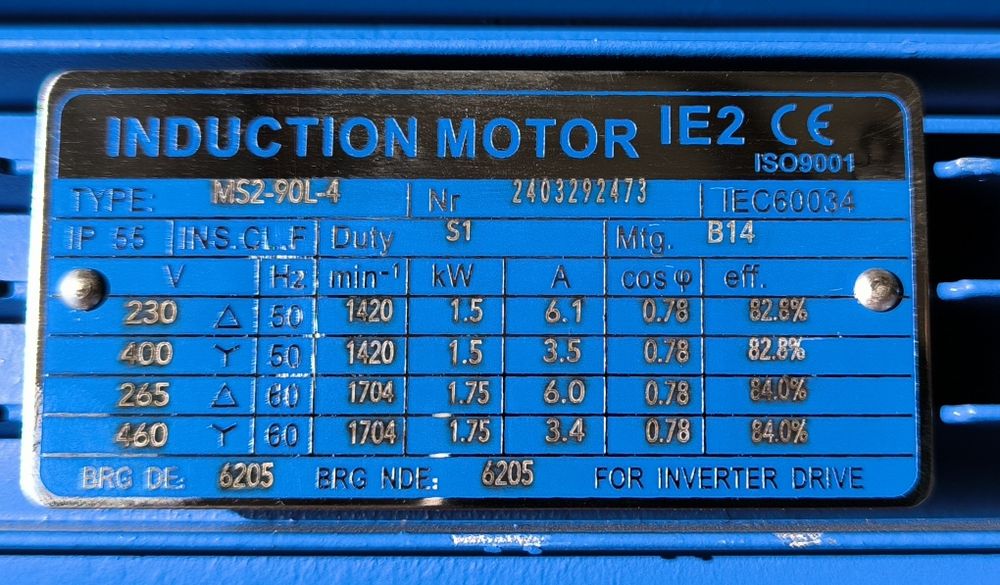 INDUCTION MOTOR IE2 CE
ISO9001
TYPE: MS2-90L-4 Nr 2403292473 IEC60034
IP 55 INS.CL.F Duty S1 Mtg. B14
V Hz min⁻¹ kW A cos φ eff.
230 Δ 50 1420 1.5 6.1 0.78 82.8%
400 Y 50 1420 1.5 3.5 0.78 82.8%
265 Δ 60 1704 1.75 6.0 0.78 84.0%
460 Y 60 1704 1.75 3.4 0.78 84.0%
BRG DE: 6205 BRG NDE: 6205 FOR INVERTER DRIVE